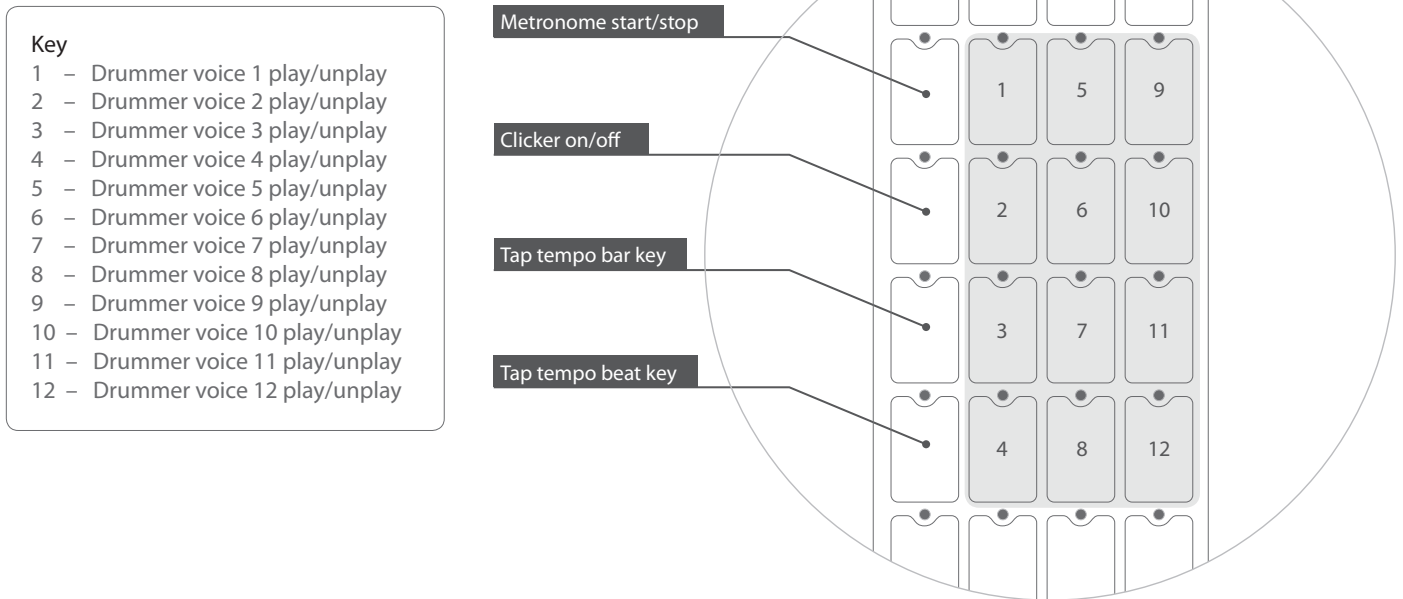 Key
1 – Drummer voice 1 play/unplay
2 – Drummer voice 2 play/unplay
3 – Drummer voice 3 play/unplay
4 – Drummer voice 4 play/unplay
5 – Drummer voice 5 play/unplay
6 – Drummer voice 6 play/unplay
7 – Drummer voice 7 play/unplay
8 – Drummer voice 8 play/unplay
9 – Drummer voice 9 play/unplay
10 – Drummer voice 10 play/unplay
11 – Drummer voice 11 play/unplay
12 – Drummer voice 12 play/unplay
Metronome start/stop
Clicker on/off
Tap tempo bar key
Tap tempo beat key
1 5 9
2 6 10
3 7 11
4 8 12